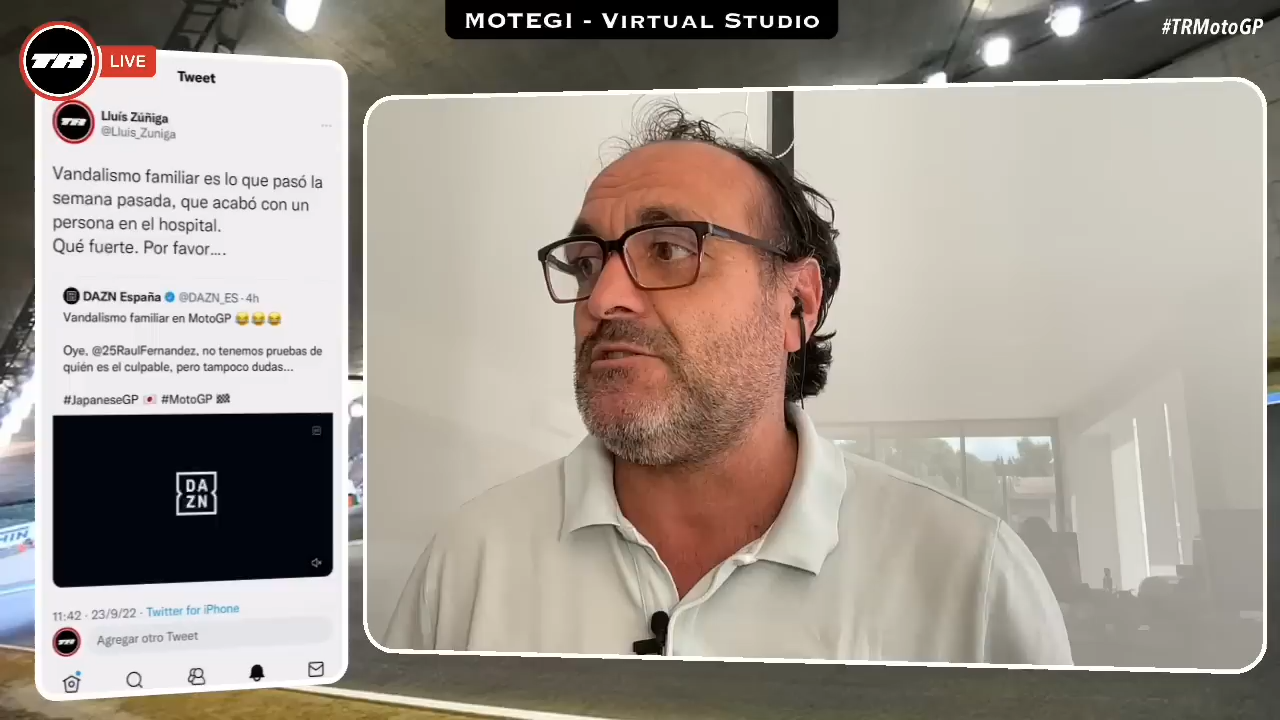 MOTEGI - VIRTUAL STUDIO
#TRMotoGP
TR
LIVE
Tweet
TR
Lluís Zúñiga
@Lluis_Zuniga
Vandalismo familiar es lo que pasó la
semana pasada, que acabó con un
persona en el hospital.
Qué fuerte. Por favor....
DAZN España @DAZN_ES · 4h
Vandalismo familiar en MotoGP 😂😂😂
Oye, @25RaulFernandez, no tenemos pruebas de
quién es el culpable, pero tampoco dudas...
#JapaneseGP 🇯🇵 #MotoGP 🏁
DA
ZN
11:42 · 23/9/22 · Twitter for iPhone
TR
Agregar otro Tweet